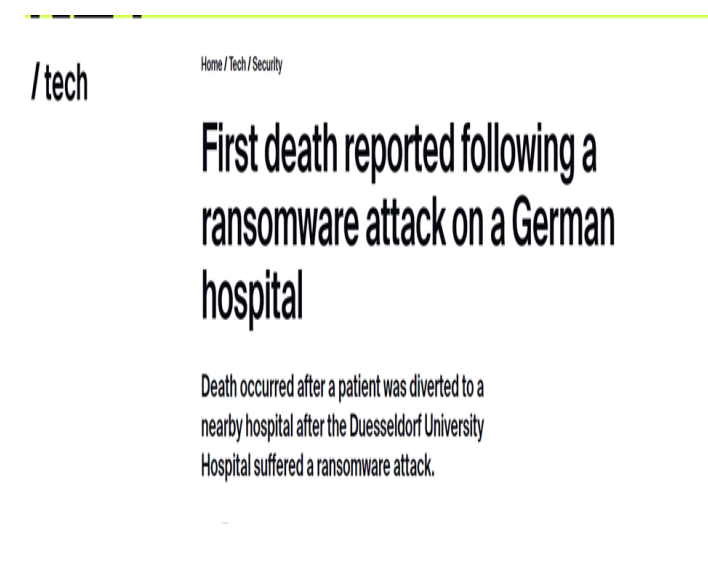 / tech
Home / Tech / Security
First death reported following a
ransomware attack on a German
hospital
Death occurred after a patient was diverted to a
nearby hospital after the Duesseldorf University
Hospital suffered a ransomware attack.